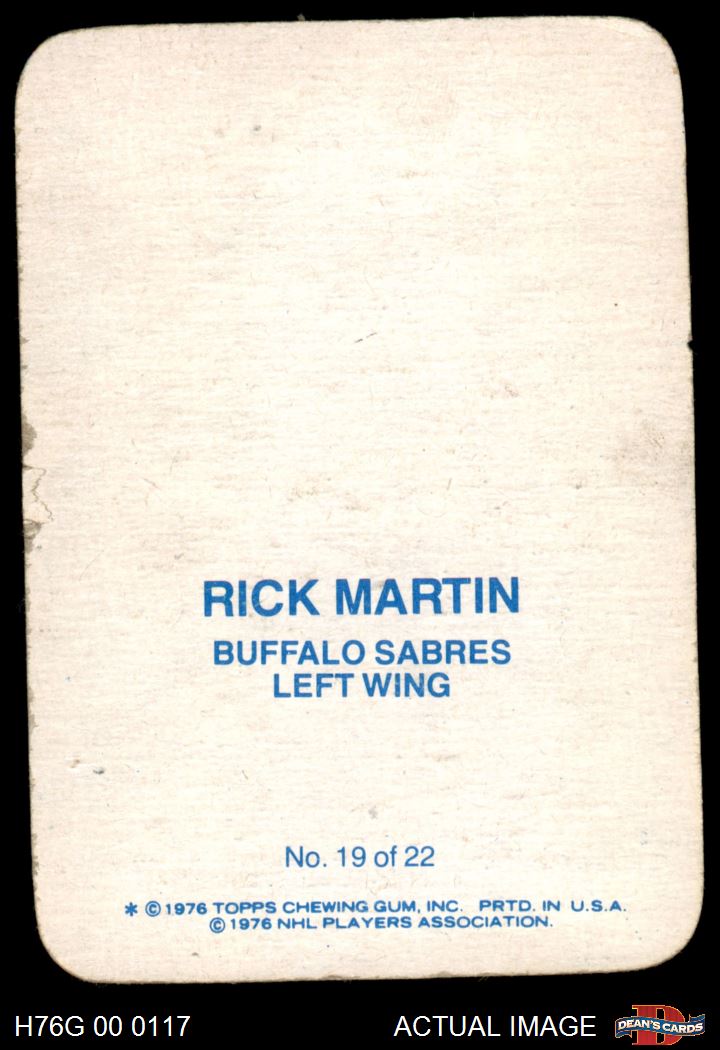 RICK MARTIN
BUFFALO SABRES
LEFT WING
No. 19 of 22
* © 1976 TOPPS CHEWING GUM, INC. PRTD. IN U.S.A.
© 1976 NHL PLAYERS ASSOCIATION.
H76G 00 0117 ACTUAL IMAGE D DEAN'S CARDS